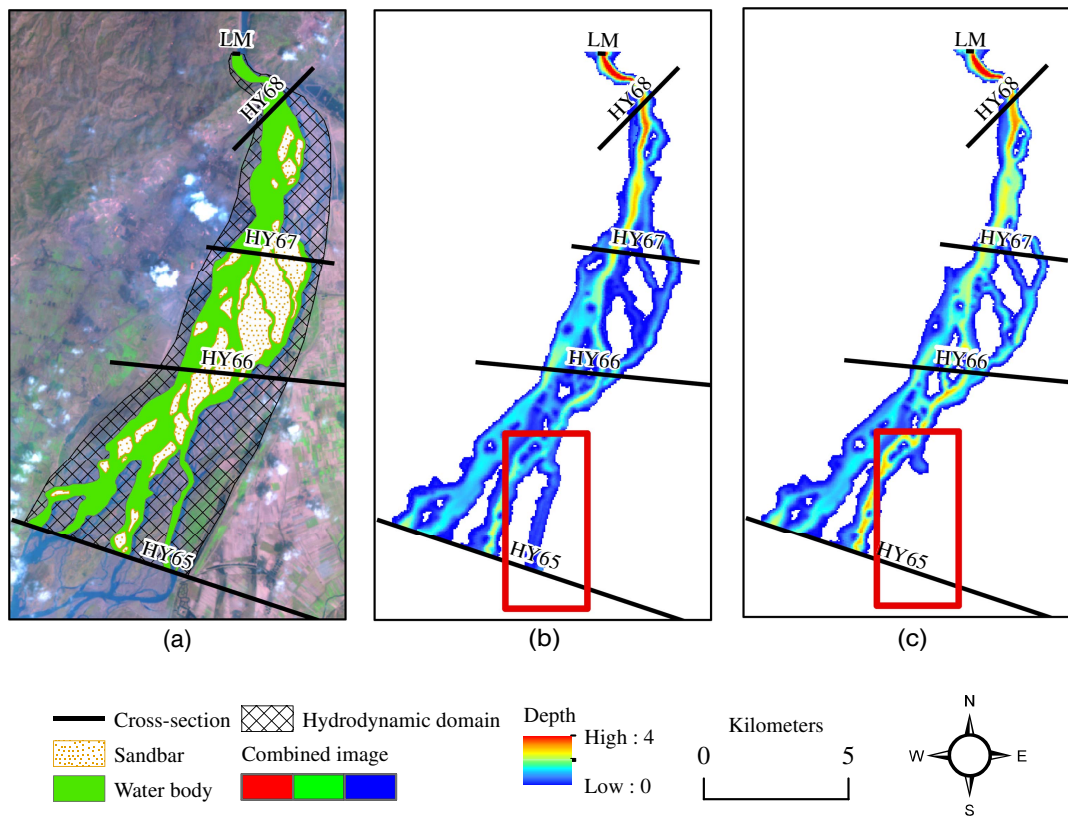 LM
HY68
HY67
HY66
HY65
(a)
LM
HY68
HY67
HY66
HY65
(b)
LM
HY68
HY67
HY66
HY65
(c)
Cross-section
Sandbar
Water body
Hydrodynamic domain
Combined image
Depth
High : 4
Low : 0
Kilometers
0 5
N
W E
S